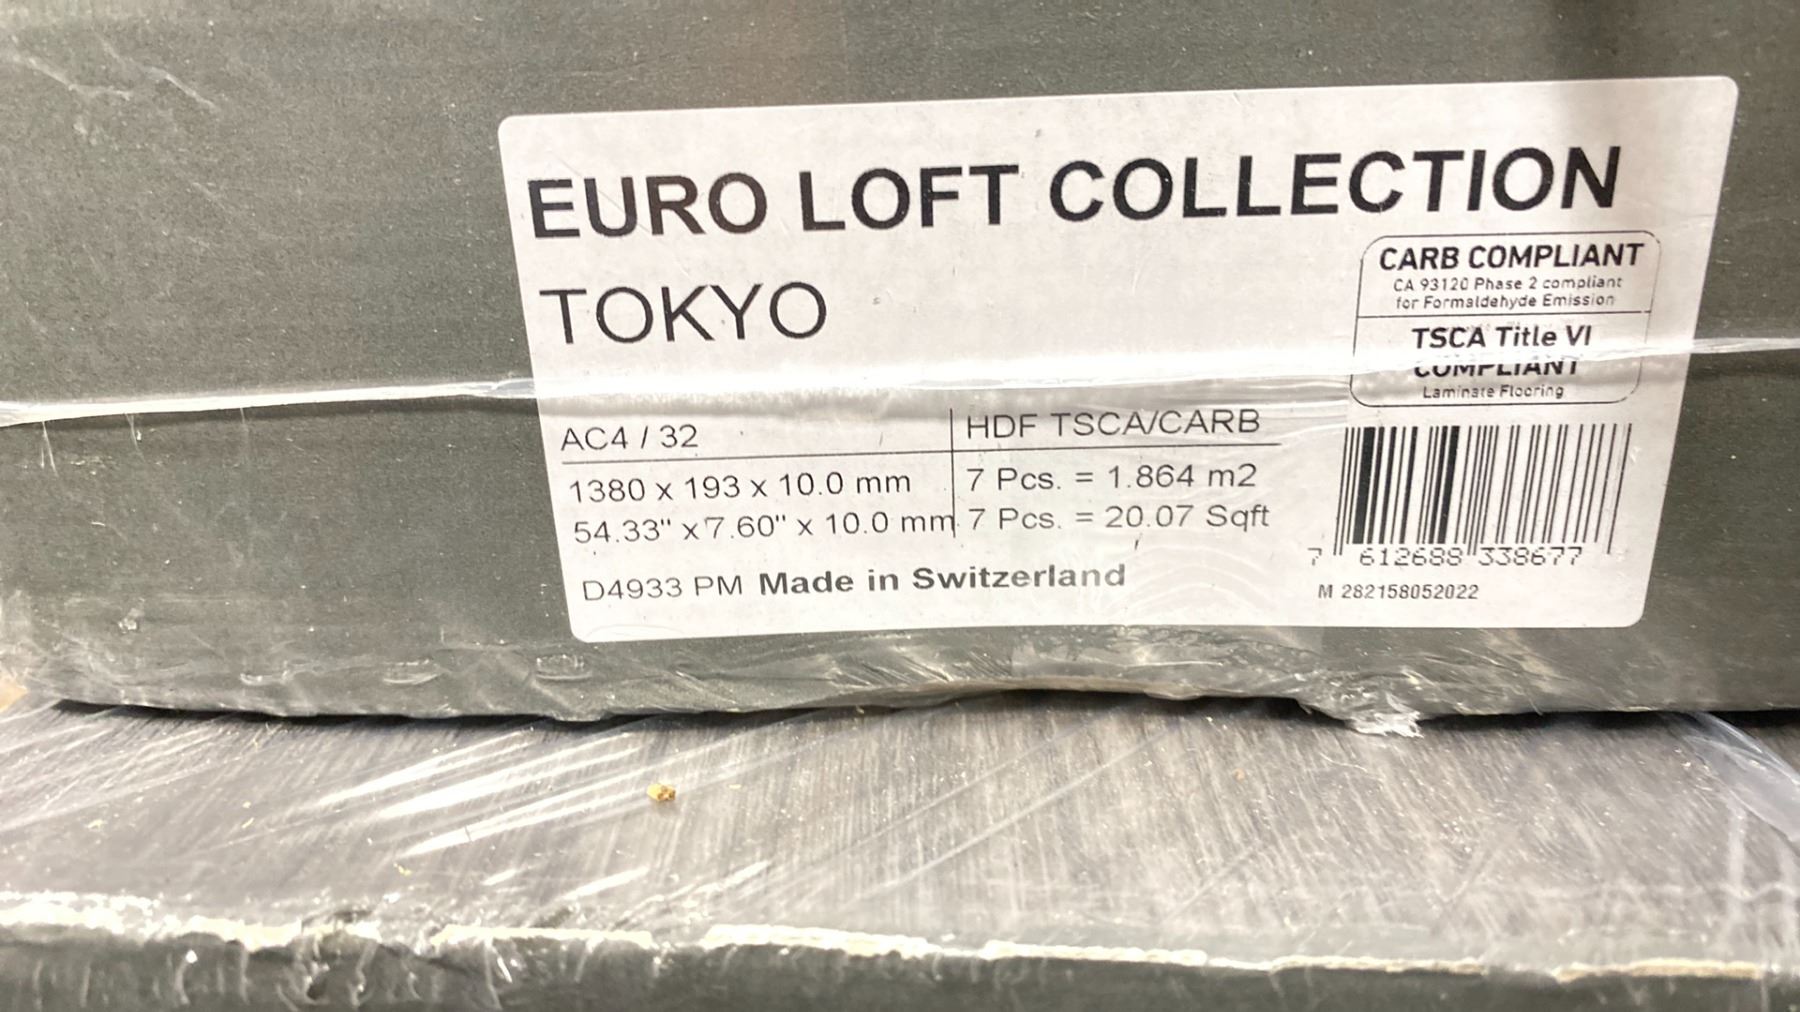 EURO LOFT COLLECTION
TOKYO
CARB COMPLIANT
CA 93120 Phase 2 compliant
for Formaldehyde Emission
TSCA Title VI
COMPLIANT
Laminate Flooring
AC4 / 32
HDF TSCA/CARB
1380 x 193 x 10.0 mm
7 Pcs. = 1.864 m2
54.33" x 7.60" x 10.0 mm
7 Pcs. = 20.07 Sqft
D4933 PM Made in Switzerland
7 612688 338677
M 282158052022